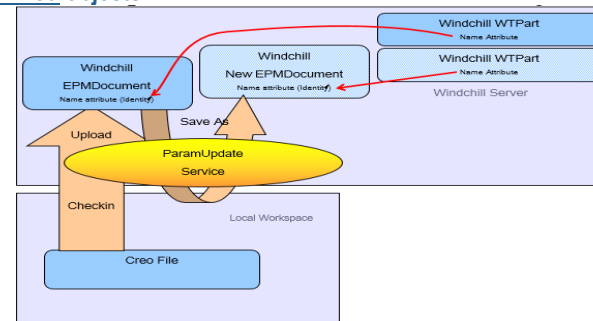 Windchill WTPart
Name Attribute
Windchill WTPart
Name Attribute
Windchill Server
Windchill
EPMDocument
Name attribute (Identity)
Windchill
New EPMDocument
Name attribute (Identity)
Save As
Upload
ParamUpdate
Service
Checkin
Local Workspace
Creo File